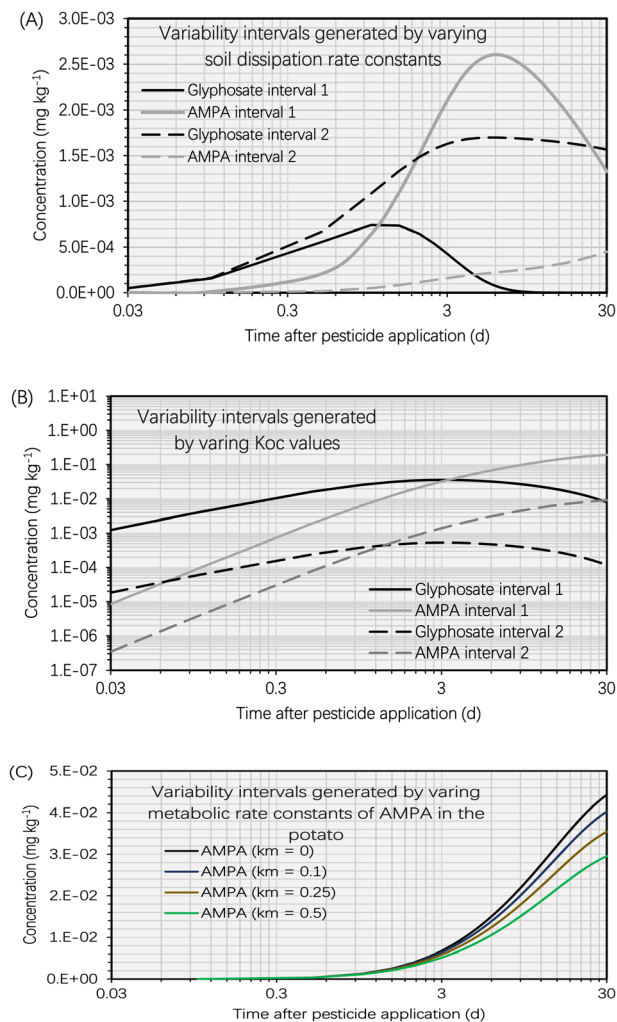 (A)
Variability intervals generated by varying
soil dissipation rate constants
Glyphosate interval 1
AMPA interval 1
Glyphosate interval 2
AMPA interval 2
Concentration (mg kg⁻¹)
3.0E-03
2.5E-03
2.0E-03
1.5E-03
1.0E-03
5.0E-04
0.0E+00
0.03
0.3
3
30
Time after pesticide application (d)
(B)
Variability intervals generated
by varing Koc values
Concentration (mg kg⁻¹)
1.E+01
1.E+00
1.E-01
1.E-02
1.E-03
1.E-04
1.E-05
1.E-06
1.E-07
Glyphosate interval 1
AMPA interval 1
Glyphosate interval 2
AMPA interval 2
0.03
0.3
3
30
Time after pesticide application (d)
(C)
Variability intervals generated by varing
metabolic rate constants of AMPA in the
potato
AMPA (km = 0)
AMPA (km = 0.1)
AMPA (km = 0.25)
AMPA (km = 0.5)
Concentration (mg kg⁻¹)
5.E-02
4.E-02
3.E-02
2.E-02
1.E-02
0.E+00
0.03
0.3
3
30
Time after pesticide application (d)